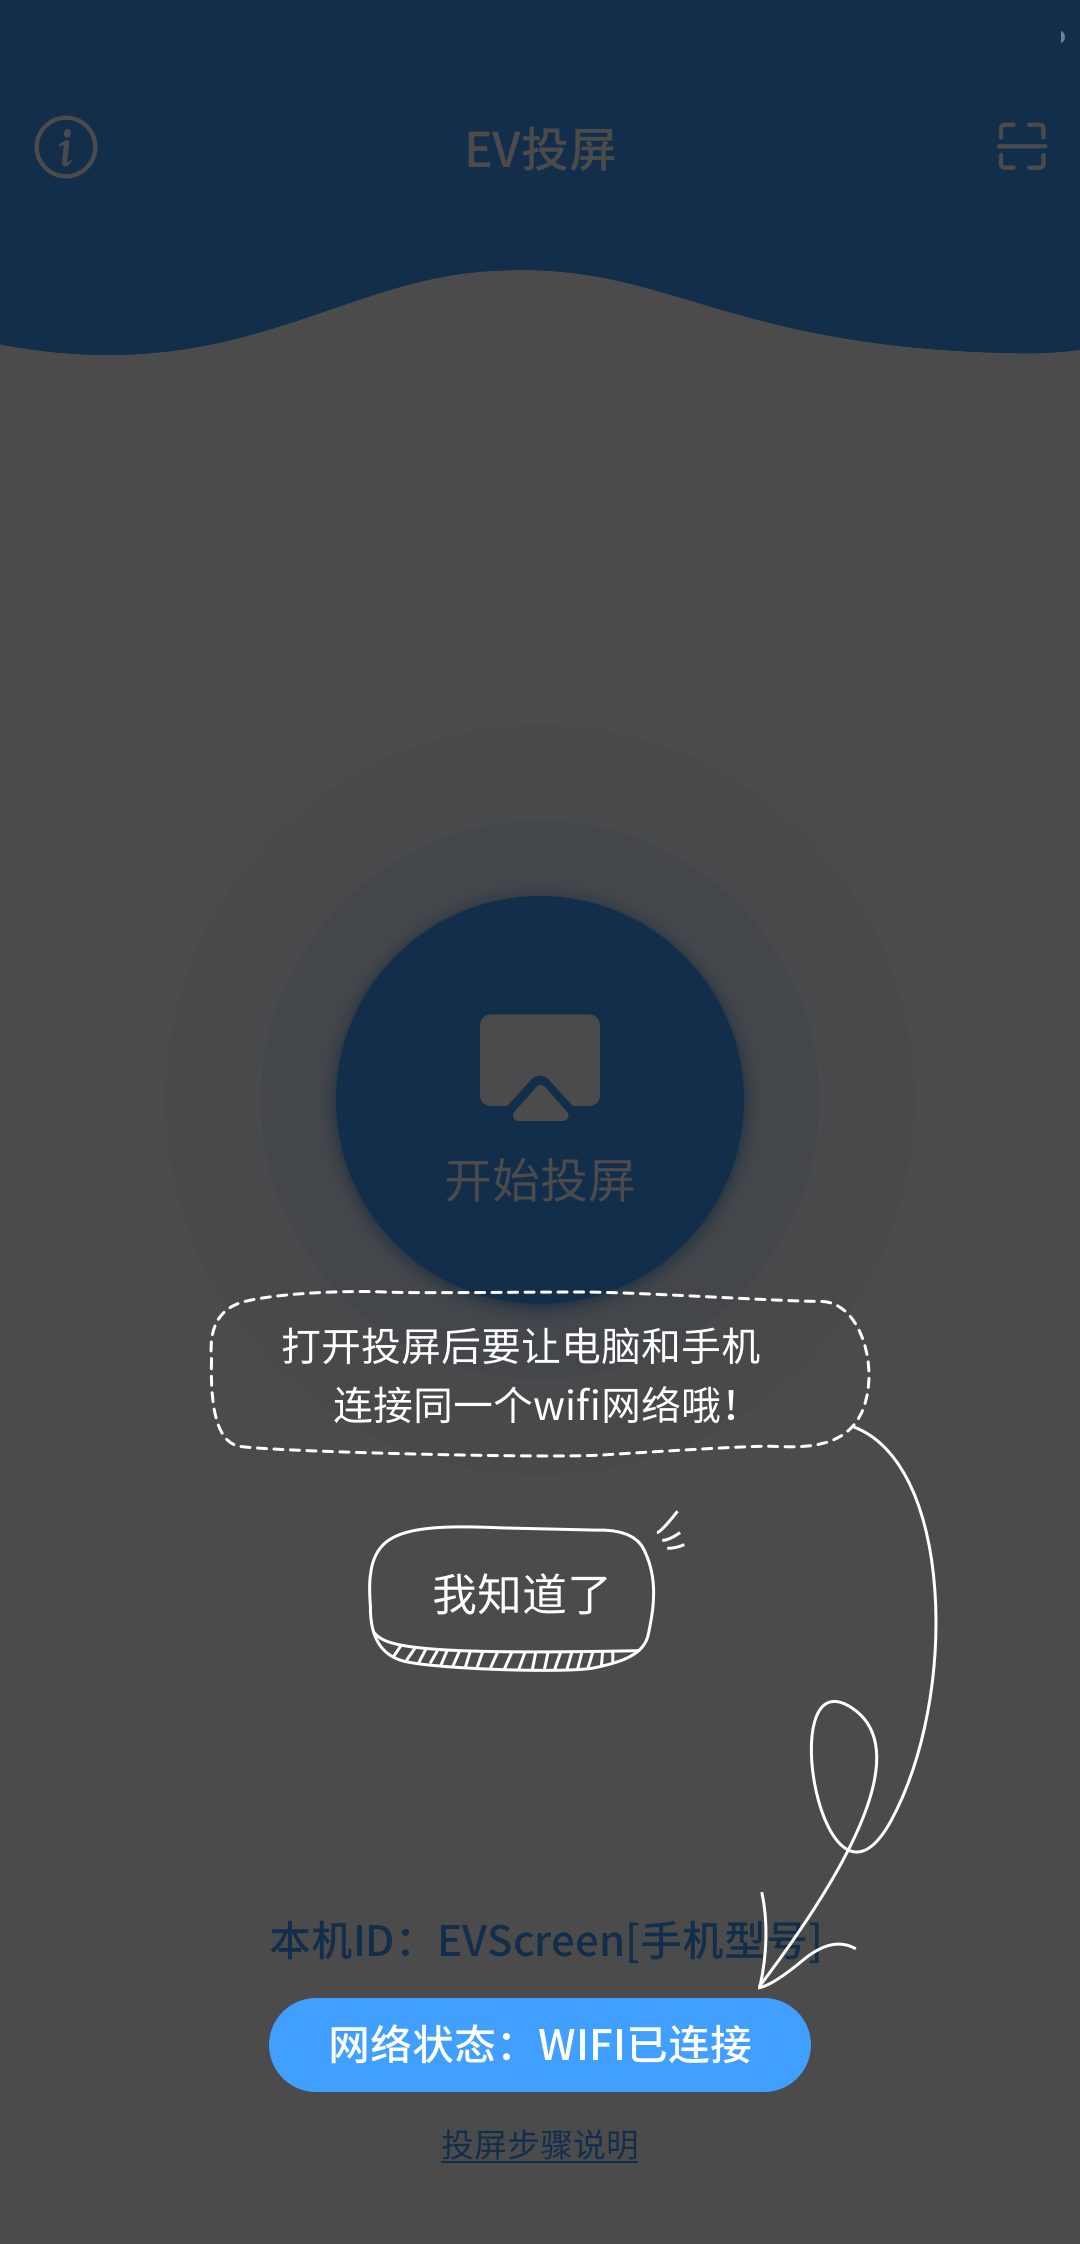 EV投屏
开始投屏
打开投屏后要让电脑和手机
连接同一个wifi网络哦！
我知道了
本机ID：EVScreen[手机型号]
网络状态：WIFI已连接
投屏步骤说明